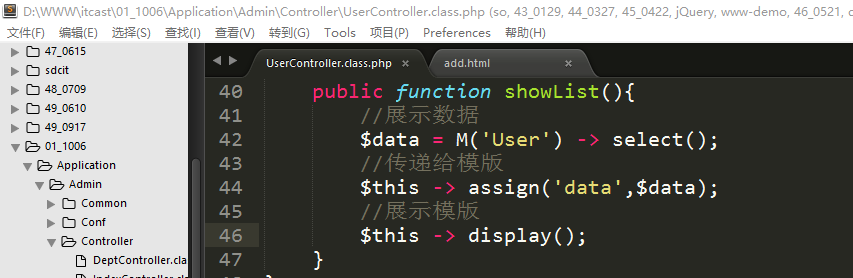 D:\WWW\itcast\01_1006\Application\Admin\Controller\UserController.class.php (so, 43_0129, 44_0327, 45_0422, jQuery, www-demo, 46_0521, c
文件(F) 编辑(E) 选择(S) 查找(I) 查看(V) 转到(G) Tools 项目(P) Preferences 帮助(H)
47_0615
sdcit
48_0709
49_0610
49_0917
01_1006
Application
Admin
Common
Conf
Controller
DeptController.cla
UserController.class.php × add.html ×
40 public function showList(){
41 //展示数据
42 $data = M('User') -> select();
43 //传递给模版
44 $this -> assign('data',$data);
45 //展示模版
46 $this -> display();
47 }